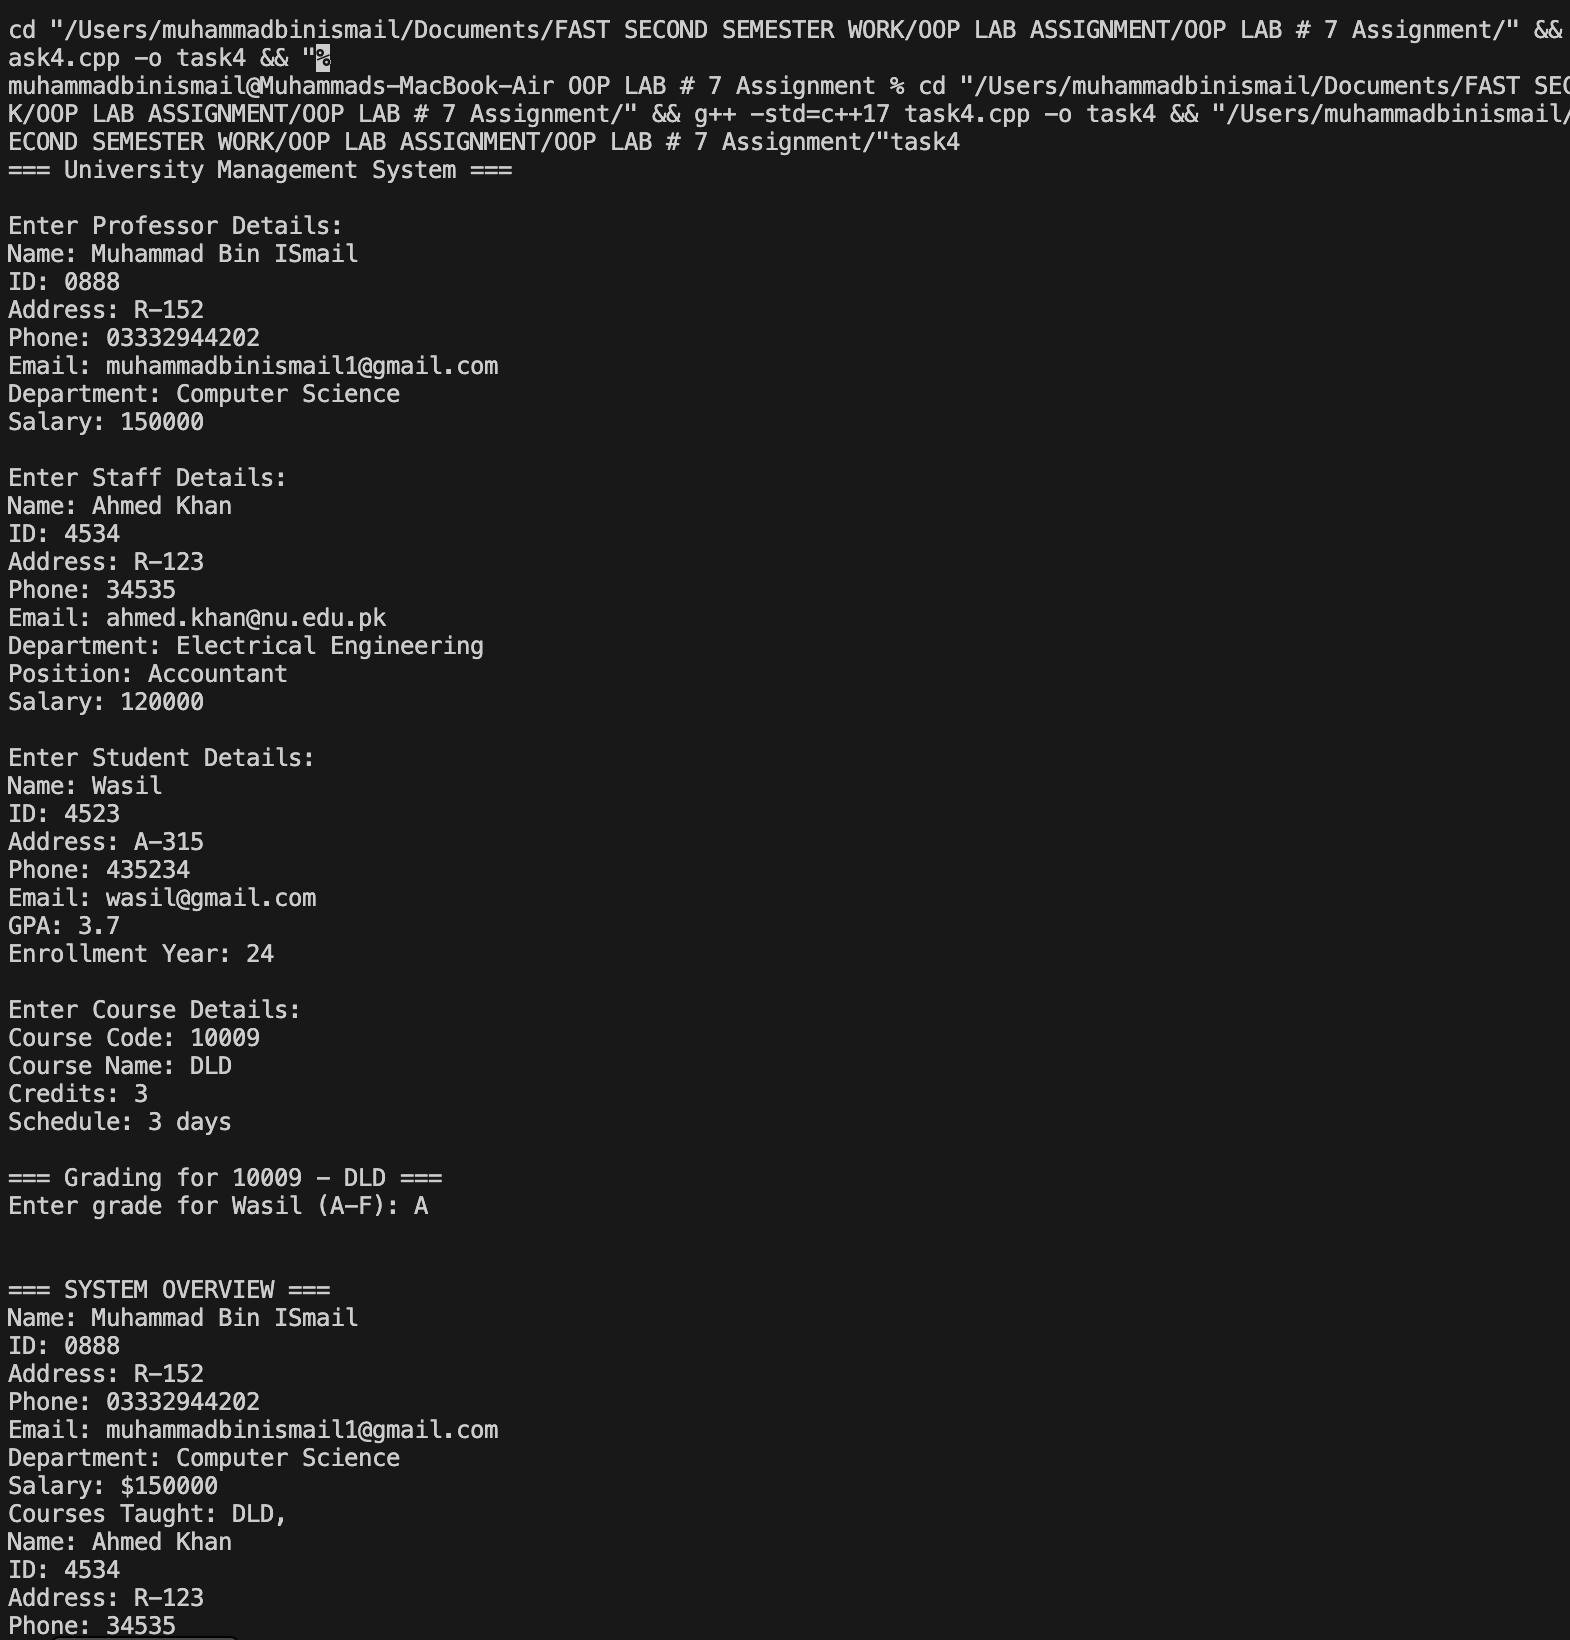 cd "/Users/muhammadbinismail/Documents/FAST SECOND SEMESTER WORK/OOP LAB ASSIGNMENT/OOP LAB # 7 Assignment/" &&
ask4.cpp -o task4 && "%
muhammadbinismail@Muhammads-MacBook-Air OOP LAB # 7 Assignment % cd "/Users/muhammadbinismail/Documents/FAST SEC
K/OOP LAB ASSIGNMENT/OOP LAB # 7 Assignment/" && g++ -std=c++17 task4.cpp -o task4 && "/Users/muhammadbinismail/
ECOND SEMESTER WORK/OOP LAB ASSIGNMENT/OOP LAB # 7 Assignment/"task4
=== University Management System ===
Enter Professor Details:
Name: Muhammad Bin ISmail
ID: 0888
Address: R-152
Phone: 03332944202
Email: muhammadbinismail1@gmail.com
Department: Computer Science
Salary: 150000
Enter Staff Details:
Name: Ahmed Khan
ID: 4534
Address: R-123
Phone: 34535
Email: ahmed.khan@nu.edu.pk
Department: Electrical Engineering
Position: Accountant
Salary: 120000
Enter Student Details:
Name: Wasil
ID: 4523
Address: A-315
Phone: 435234
Email: wasil@gmail.com
GPA: 3.7
Enrollment Year: 24
Enter Course Details:
Course Code: 10009
Course Name: DLD
Credits: 3
Schedule: 3 days
=== Grading for 10009 - DLD ===
Enter grade for Wasil (A-F): A
=== SYSTEM OVERVIEW ===
Name: Muhammad Bin ISmail
ID: 0888
Address: R-152
Phone: 03332944202
Email: muhammadbinismail1@gmail.com
Department: Computer Science
Salary: $150000
Courses Taught: DLD,
Name: Ahmed Khan
ID: 4534
Address: R-123
Phone: 34535